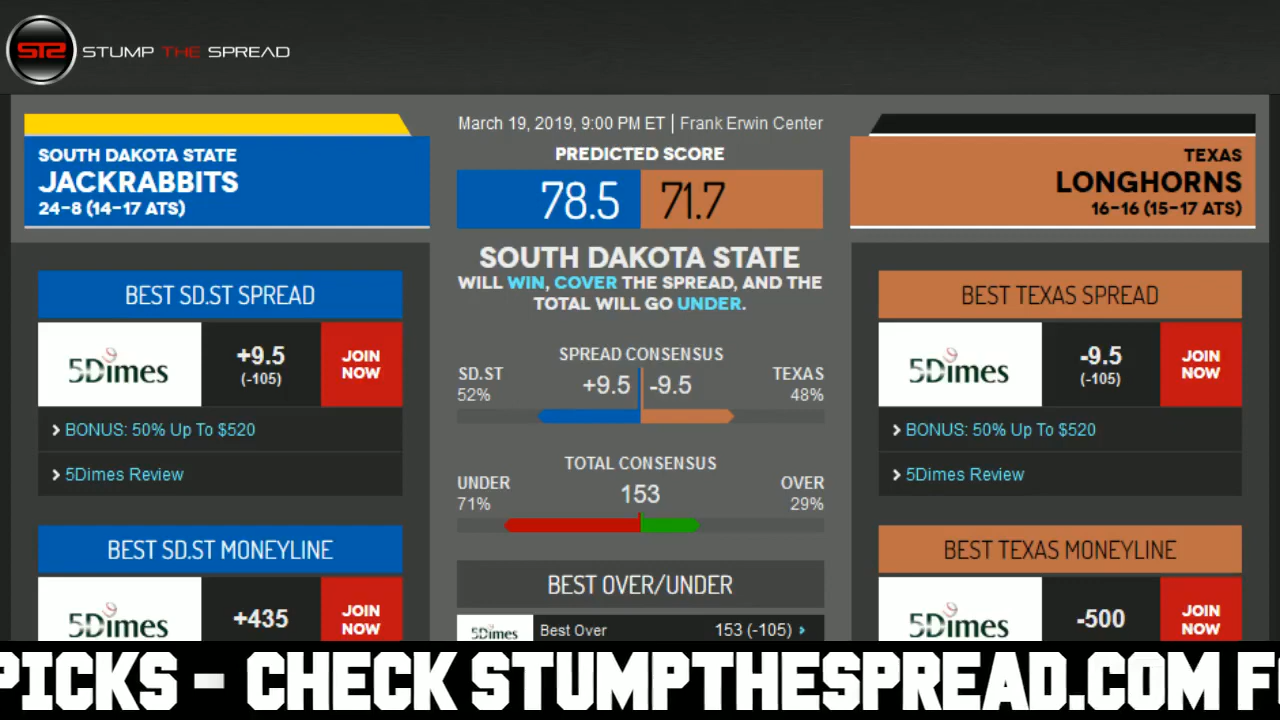 STS STUMP THE SPREAD
March 19, 2019, 9:00 PM ET | Frank Erwin Center
SOUTH DAKOTA STATE
JACKRABBITS
24-8 (14-17 ATS)
PREDICTED SCORE
78.5 71.7
TEXAS
LONGHORNS
16-16 (15-17 ATS)
SOUTH DAKOTA STATE
WILL WIN, COVER THE SPREAD, AND THE
TOTAL WILL GO UNDER.
BEST SD.ST SPREAD
5Dimes
+9.5
(-105)
JOIN
NOW
BONUS: 50% Up To $520
5Dimes Review
BEST SD.ST MONEYLINE
5Dimes
+435
JOIN
NOW
SPREAD CONSENSUS
SD.ST
52%
+9.5 -9.5
TEXAS
48%
TOTAL CONSENSUS
UNDER
71%
153
OVER
29%
BEST OVER/UNDER
5Dimes Best Over 153 (-105)
BEST TEXAS SPREAD
5Dimes
-9.5
(-105)
JOIN
NOW
BONUS: 50% Up To $520
5Dimes Review
BEST TEXAS MONEYLINE
5Dimes
-500
JOIN
NOW
PICKS - CHECK STUMPTHESPREAD.COM F